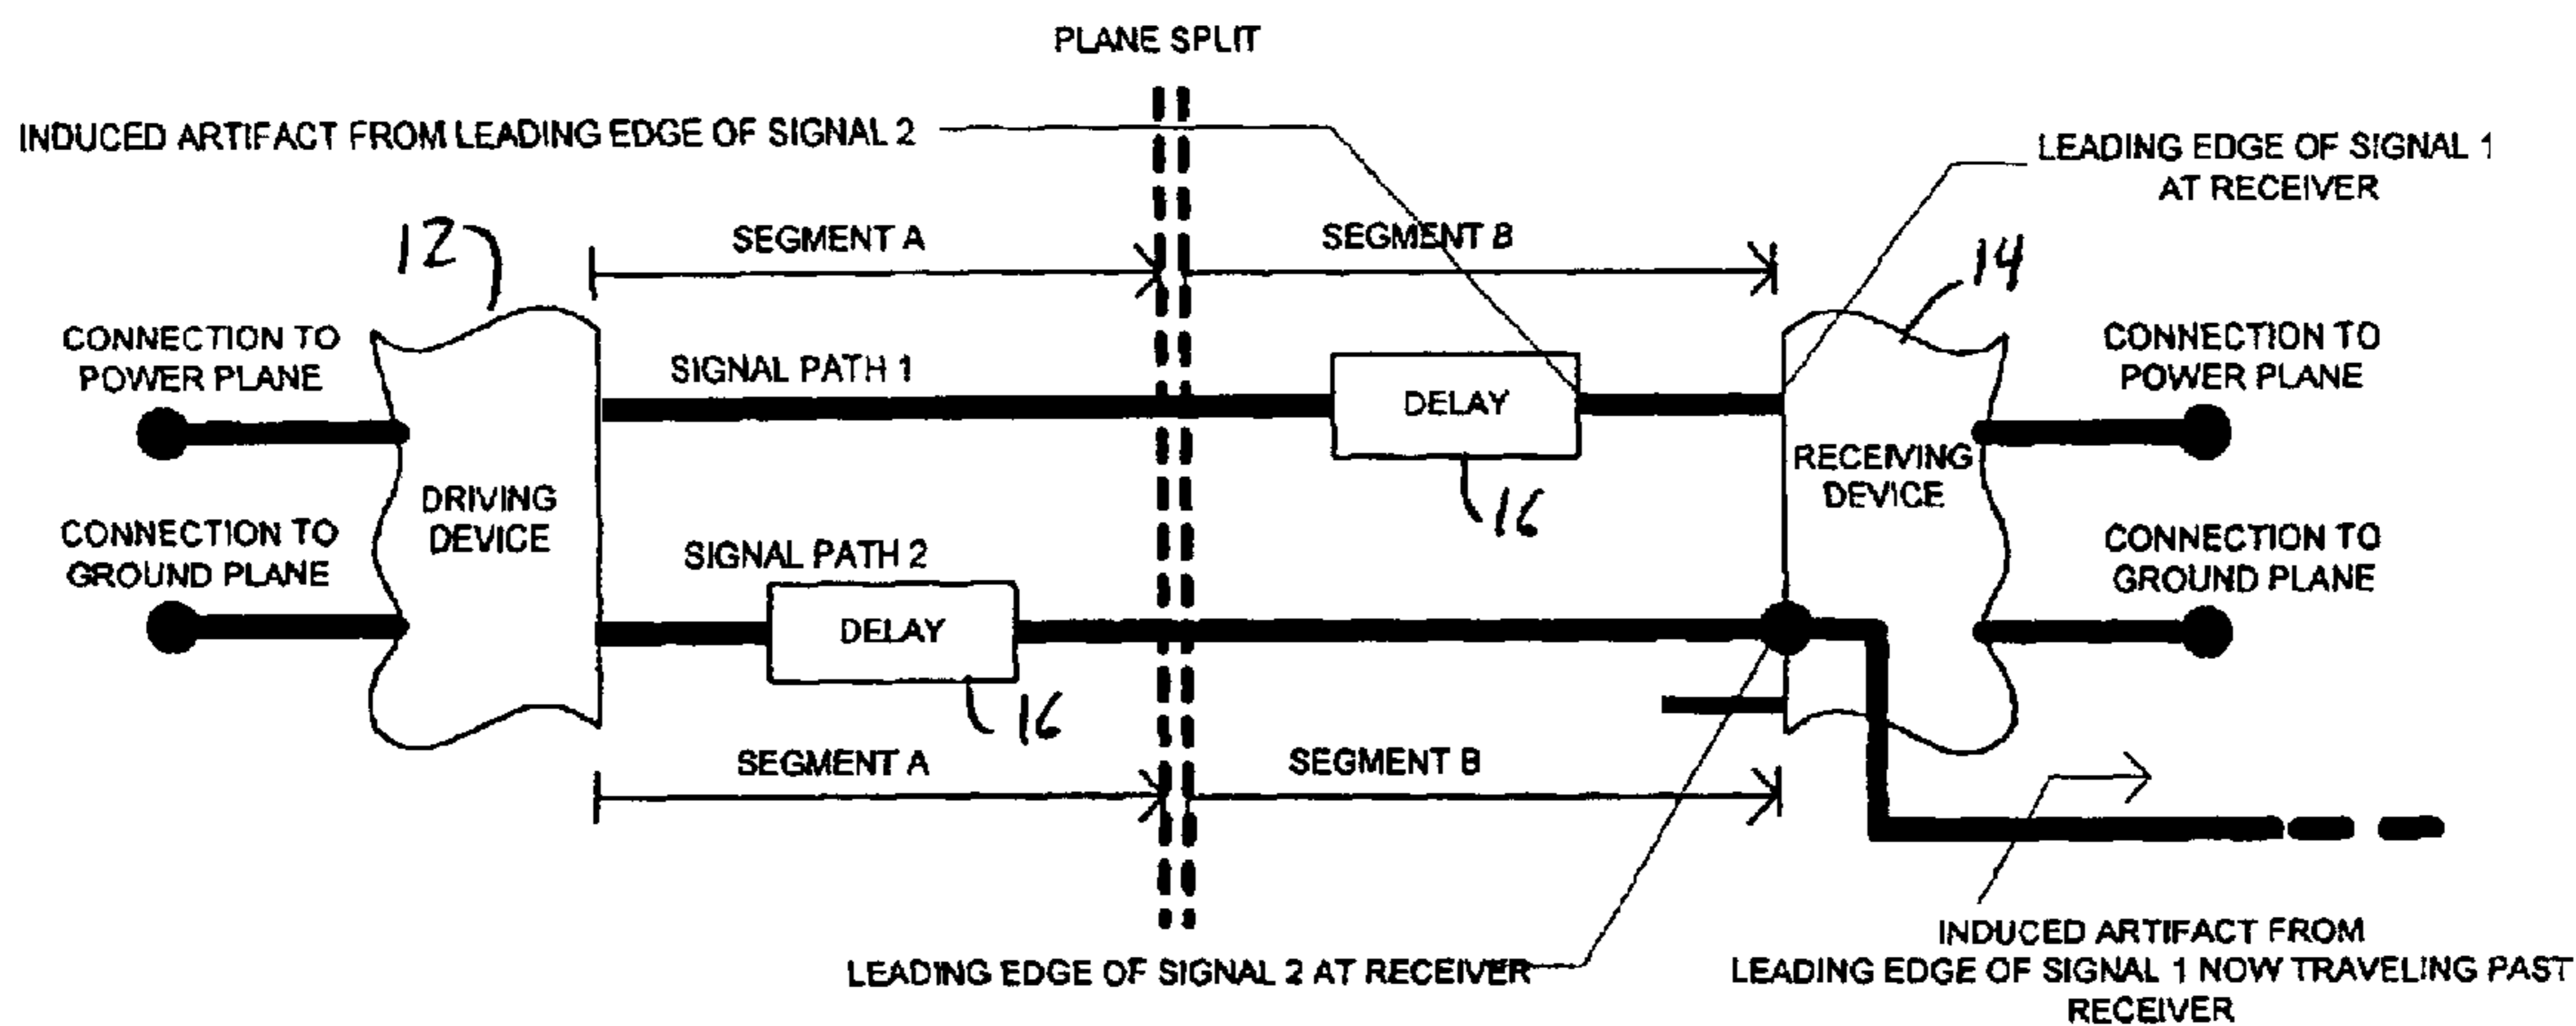 PLANE SPLIT
INDUCED ARTIFACT FROM LEADING EDGE OF SIGNAL 2
LEADING EDGE OF SIGNAL 1
AT RECEIVER
12
SEGMENT A
SEGMENT B
14
CONNECTION TO
POWER PLANE
SIGNAL PATH 1
DELAY
CONNECTION TO
POWER PLANE
16
DRIVING
DEVICE
RECEIVING
DEVICE
CONNECTION TO
GROUND PLANE
SIGNAL PATH 2
DELAY
CONNECTION TO
GROUND PLANE
16
SEGMENT A
SEGMENT B
LEADING EDGE OF SIGNAL 2 AT RECEIVER
INDUCED ARTIFACT FROM
LEADING EDGE OF SIGNAL 1 NOW TRAVELING PAST
RECEIVER